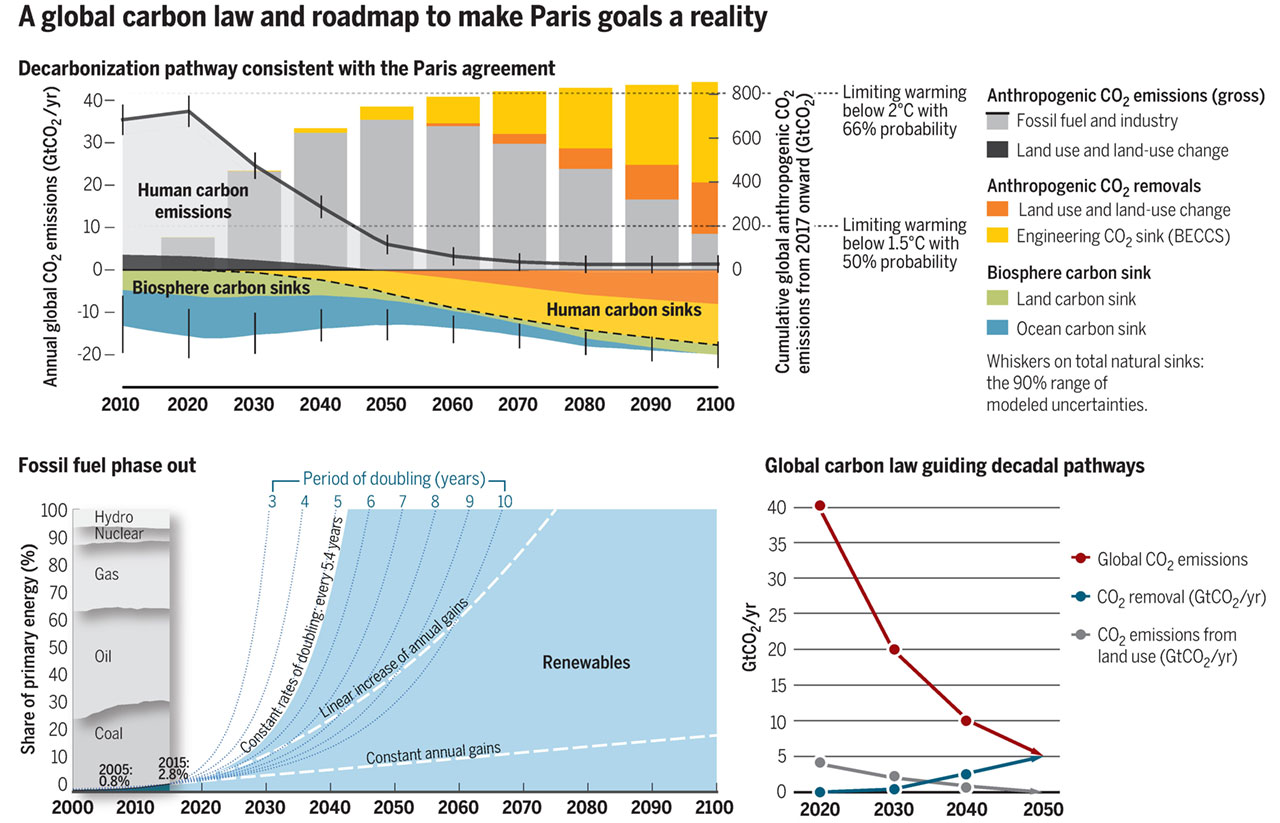 A global carbon law and roadmap to make Paris goals a reality
Decarbonization pathway consistent with the Paris agreement
Annual global CO2 emissions (GtCO2/yr)
40
30
20
10
0
-10
-20
Human carbon
emissions
Biosphere carbon sinks
Human carbon sinks
800
600
400
200
0
Cumulative global anthropogenic CO2
emissions from 2017 onward (GtCO2)
2010 2020 2030 2040 2050 2060 2070 2080 2090 2100
Limiting warming
below 2°C with
66% probability
Limiting warming
below 1.5°C with
50% probability
Anthropogenic CO2 emissions (gross)
Fossil fuel and industry
Land use and land-use change
Anthropogenic CO2 removals
Land use and land-use change
Engineering CO2 sink (BECCS)
Biosphere carbon sink
Land carbon sink
Ocean carbon sink
Whiskers on total natural sinks:
the 90% range of
modeled uncertainties.
Fossil fuel phase out
Period of doubling (years)
3 4 5 6 7 8 9 10
Share of primary energy (%)
100
90
80
70
60
50
40
30
20
10
0
Hydro
Nuclear
Gas
Oil
Coal
2005:
0.8%
2015:
2.8%
Constant rates of doubling: every 5.4 years
Linear increase of annual gains
Constant annual gains
Renewables
2000 2010 2020 2030 2040 2050 2060 2070 2080 2090 2100
Global carbon law guiding decadal pathways
GtCO2/yr
40
35
30
25
20
15
10
5
0
2020 2030 2040 2050
Global CO2 emissions
CO2 removal (GtCO2/yr)
CO2 emissions from
land use (GtCO2/yr)